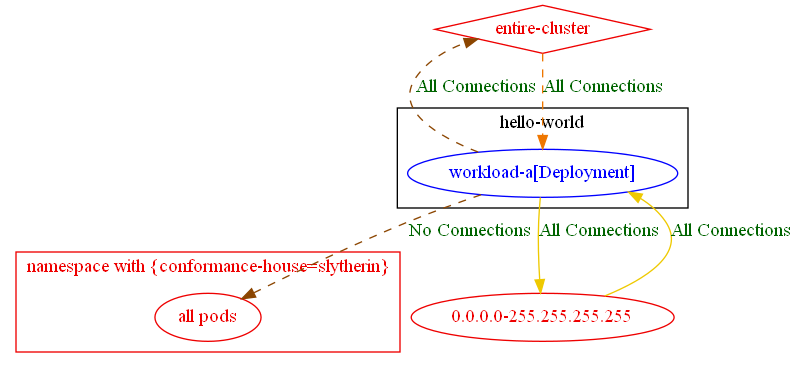 entire-cluster
All Connections All Connections
hello-world
workload-a[Deployment]
No Connections All Connections All Connections
namespace with {conformance-house=slytherin}
all pods
0.0.0.0-255.255.255.255